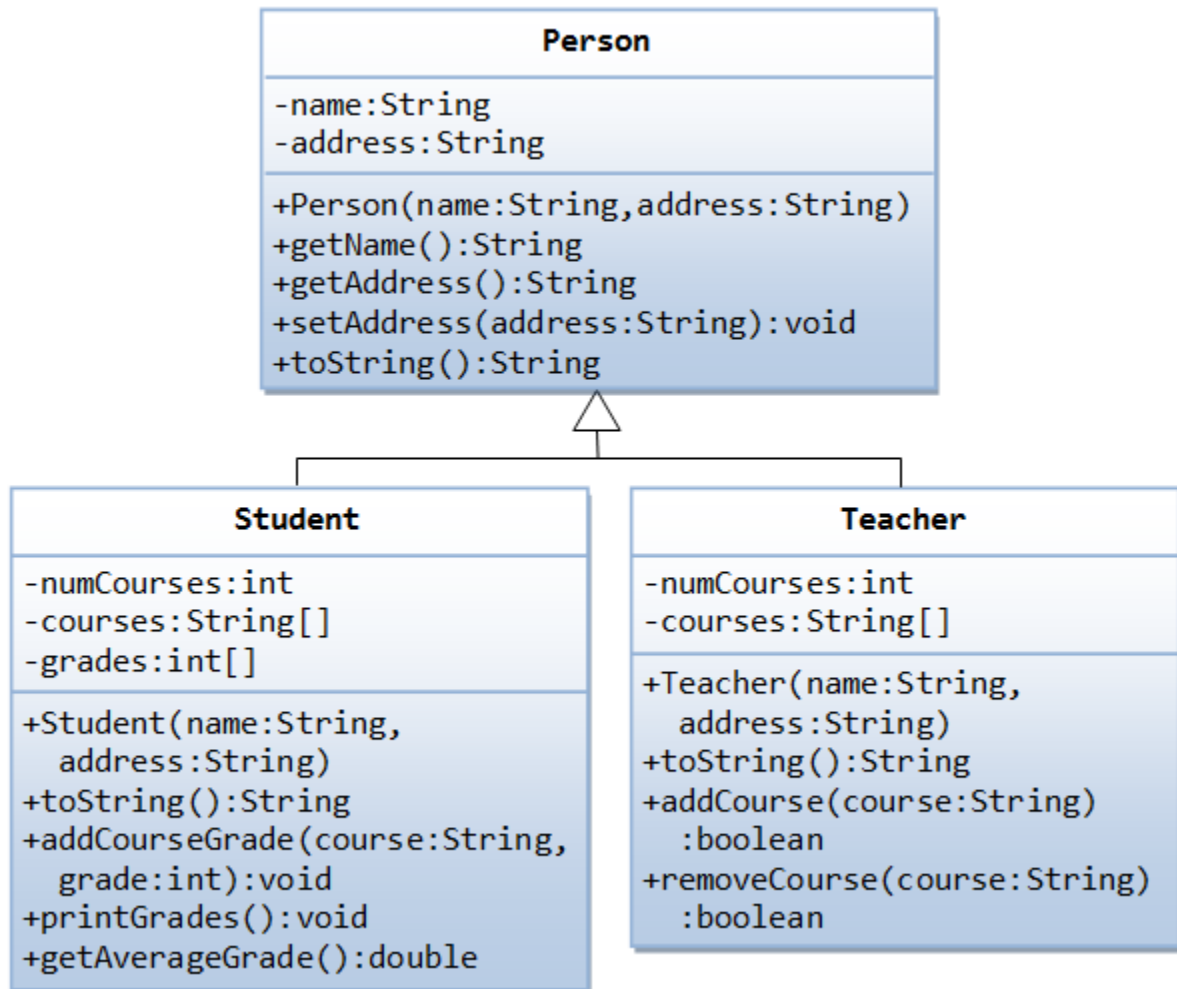 Person
-name:String
-address:String
+Person(name:String,address:String)
+getName():String
+getAddress():String
+setAddress(address:String):void
+toString():String
Student
-numCourses:int
-courses:String[]
-grades:int[]
+Student(name:String,
address:String)
+toString():String
+addCourseGrade(course:String,
grade:int):void
+printGrades():void
+getAverageGrade():double
Teacher
-numCourses:int
-courses:String[]
+Teacher(name:String,
address:String)
+toString():String
+addCourse(course:String)
:boolean
+removeCourse(course:String)
:boolean